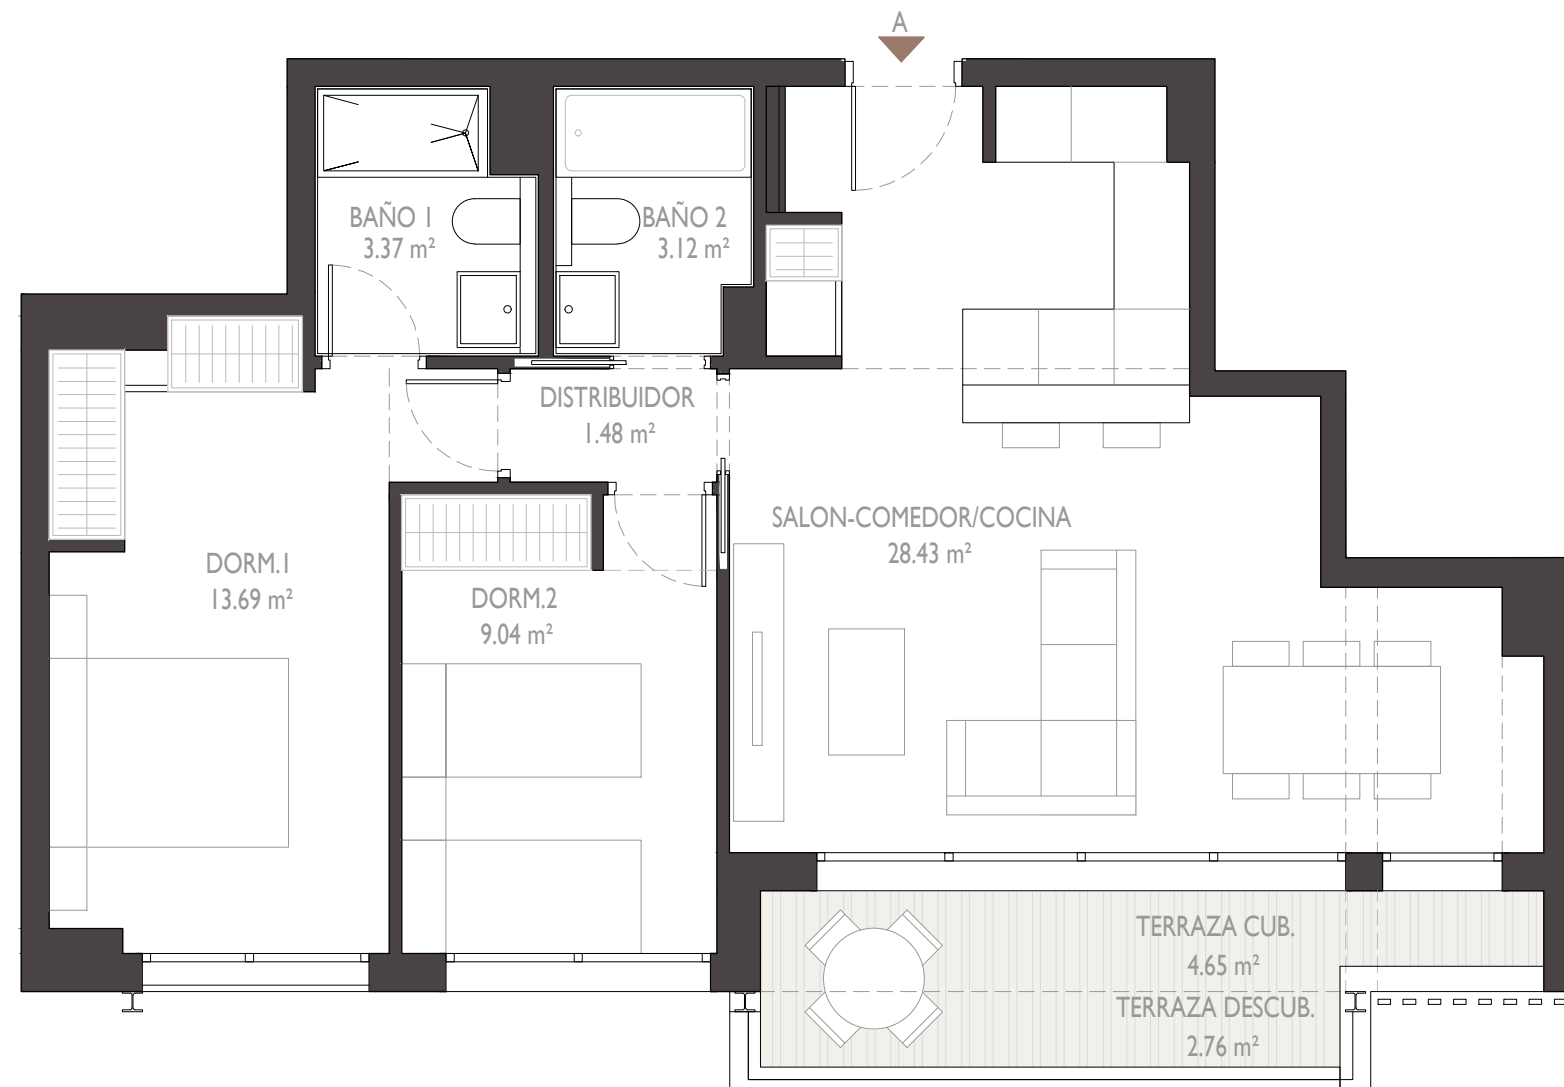 A
BAÑO 1
3.37 m²
BAÑO 2
3.12 m²
DISTRIBUIDOR
1.48 m²
SALON-COMEDOR/COCINA
28.43 m²
DORM.1
13.69 m²
DORM.2
9.04 m²
TERRAZA CUB.
4.65 m²
TERRAZA DESCUB.
2.76 m²